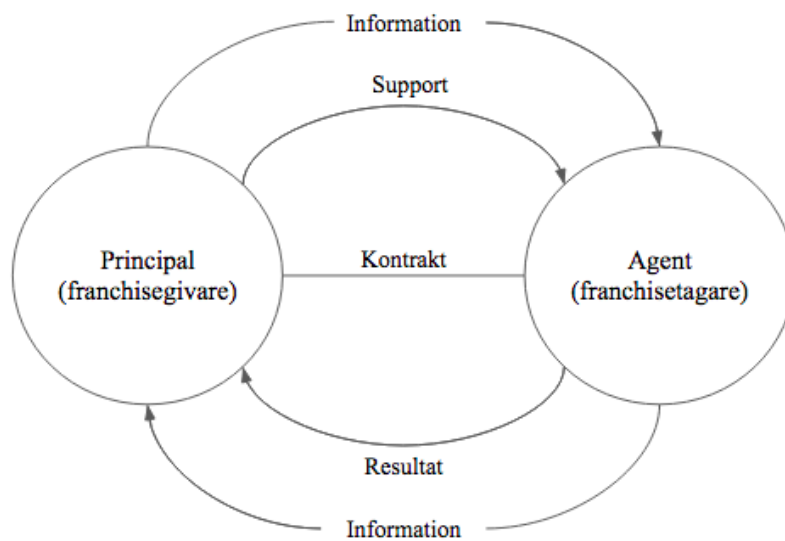 Information
Support
Principal
(franchisegivare)
Kontrakt
Agent
(franchisetagare)
Resultat
Information